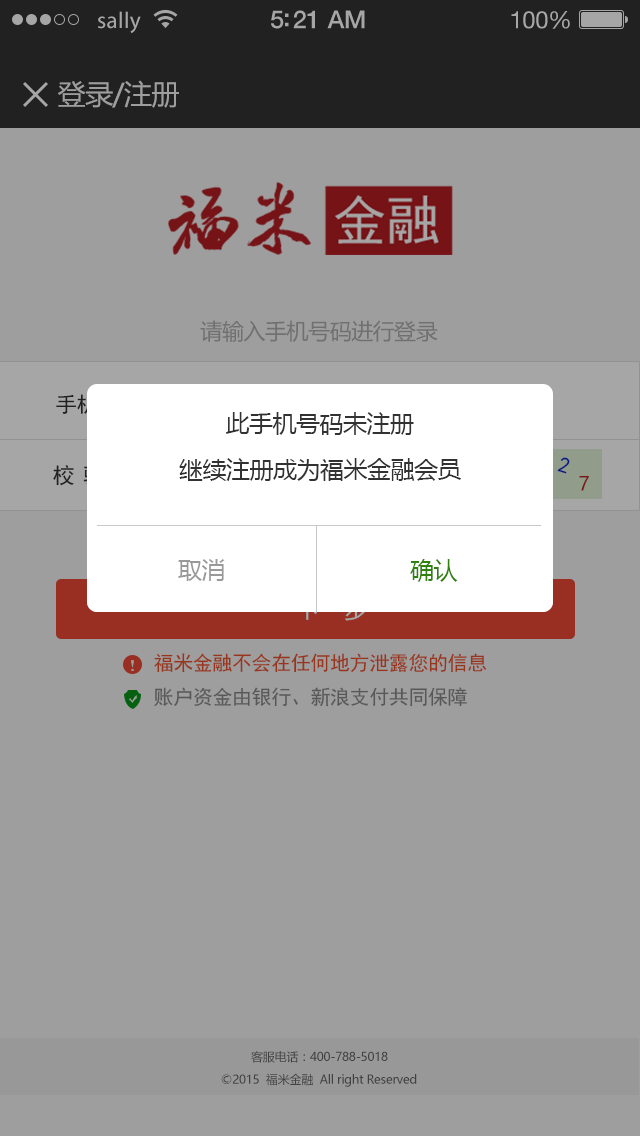 sally 5:21 AM 100%
登录/注册
福米 金融
请输入手机号码进行登录
手机
此手机号码未注册
校
继续注册成为福米金融会员
2
7
取消 确认
下一步
福米金融不会在任何地方泄露您的信息
账户资金由银行、新浪支付共同保障
客服电话：400-788-5018
©2015 福米金融 All right Reserved